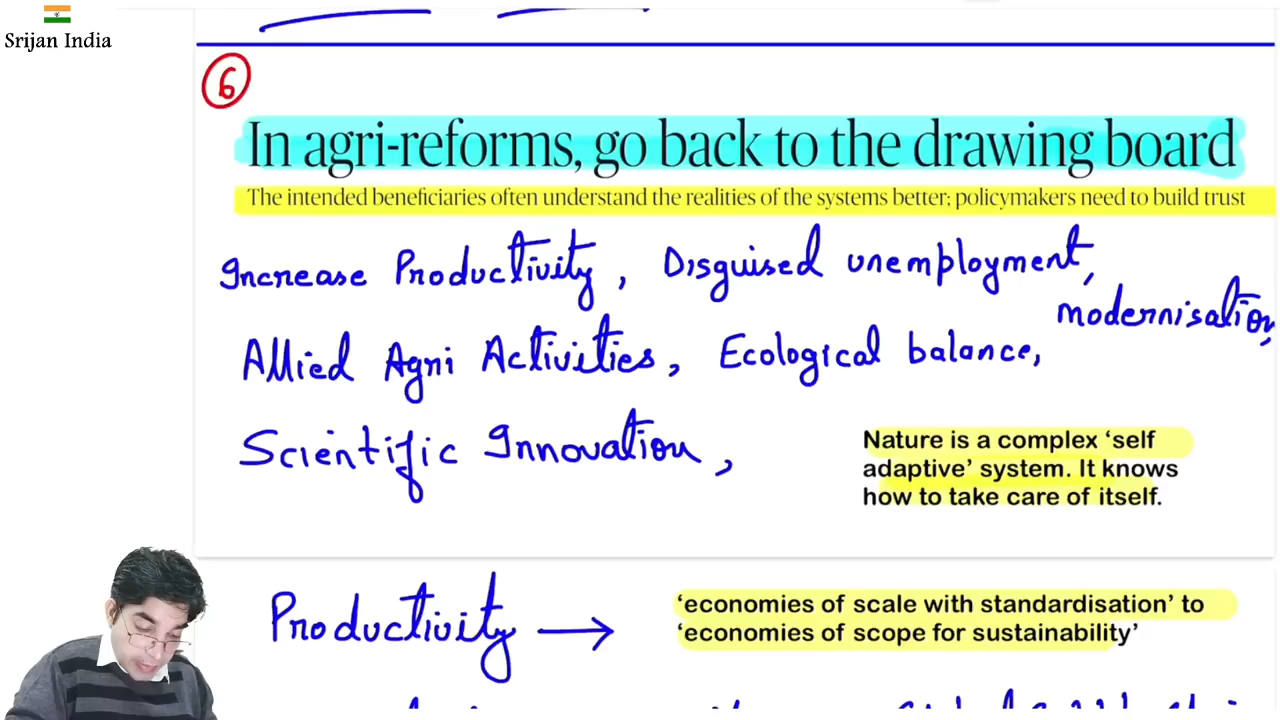 Srijan India
6
In agri-reforms, go back to the drawing board
The intended beneficiaries often understand the realities of the systems better; policymakers need to build trust
Increase Productivity, Disguised unemployment,
modernisation,
Allied Agri Activities, Ecological balance,
Scientific Innovation,
Nature is a complex ‘self
adaptive’ system. It knows
how to take care of itself.
Productivity →
‘economies of scale with standardisation’ to
‘economies of scope for sustainability’